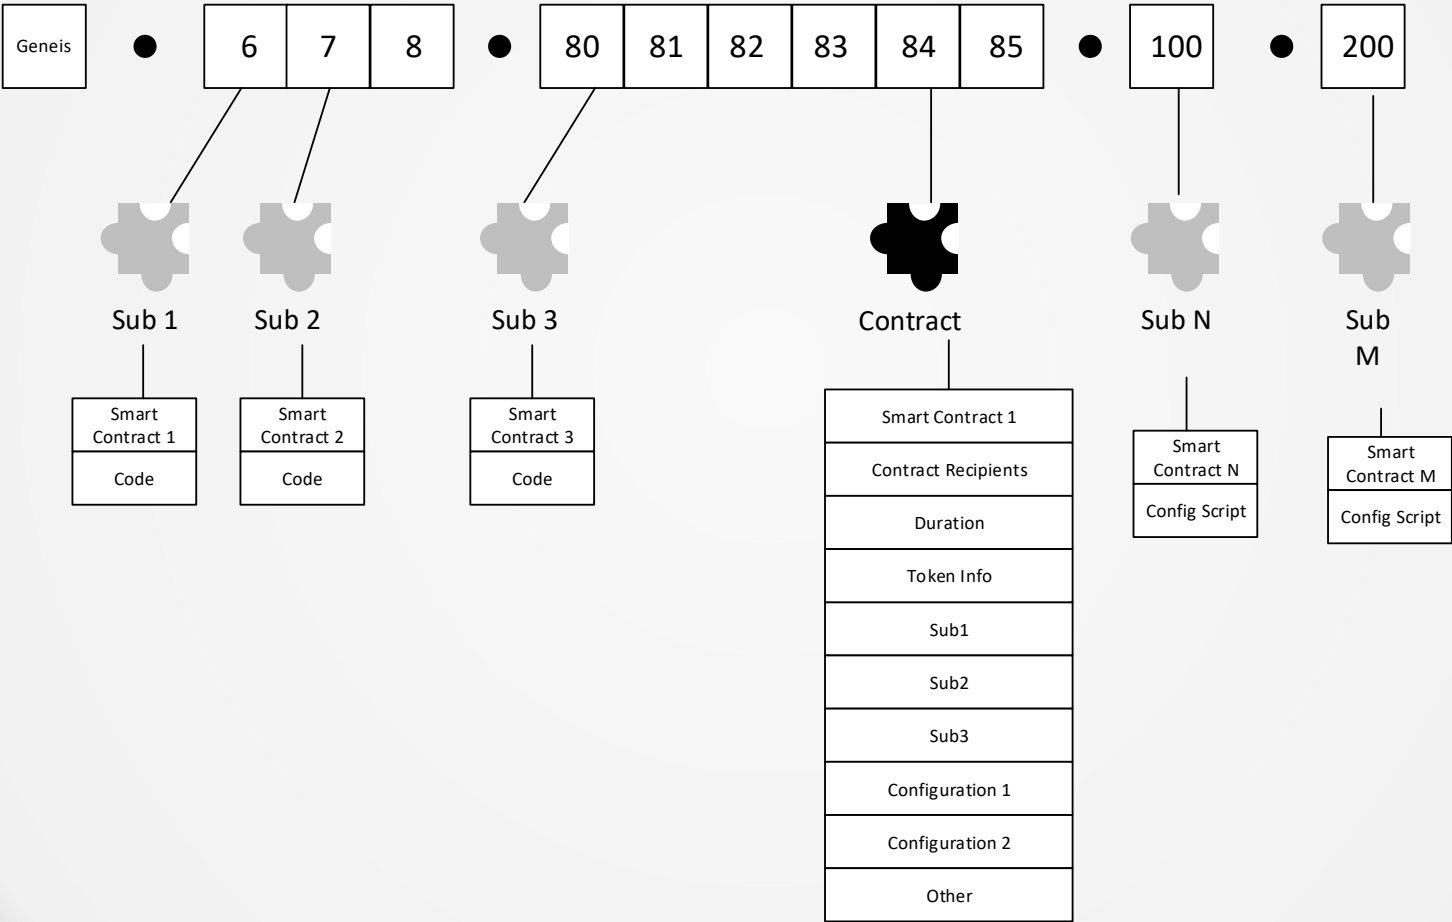 Geneis
6
7
8
80
81
82
83
84
85
100
200
Sub 1
Sub 2
Sub 3
Contract
Sub N
Sub
M
Smart
Contract 1
Code
Smart
Contract 2
Code
Smart
Contract 3
Code
Smart Contract 1
Contract Recipients
Duration
Token Info
Sub1
Sub2
Sub3
Configuration 1
Configuration 2
Other
Smart
Contract N
Config Script
Smart
Contract M
Config Script